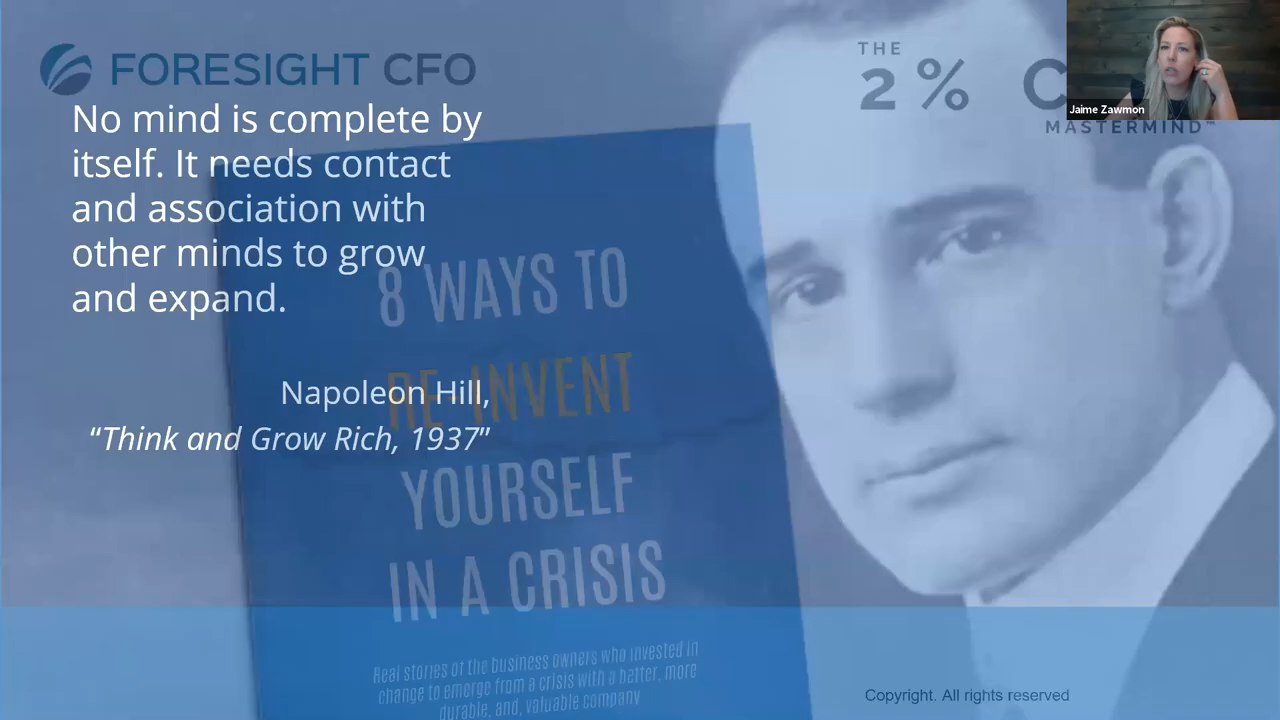 FORESIGHT CFO
THE
2% C
MASTERMIND™
Jaime Zawmon
No mind is complete by
itself. It needs contact
and association with
other minds to grow
and expand.
Napoleon Hill,
“Think and Grow Rich, 1937”
8 WAYS TO
RE-INVENT
YOURSELF
IN A CRISIS
Real stories of the business owners who invested in
change to emerge from a crisis with a better, more
durable, and, valuable company
Copyright. All rights reserved